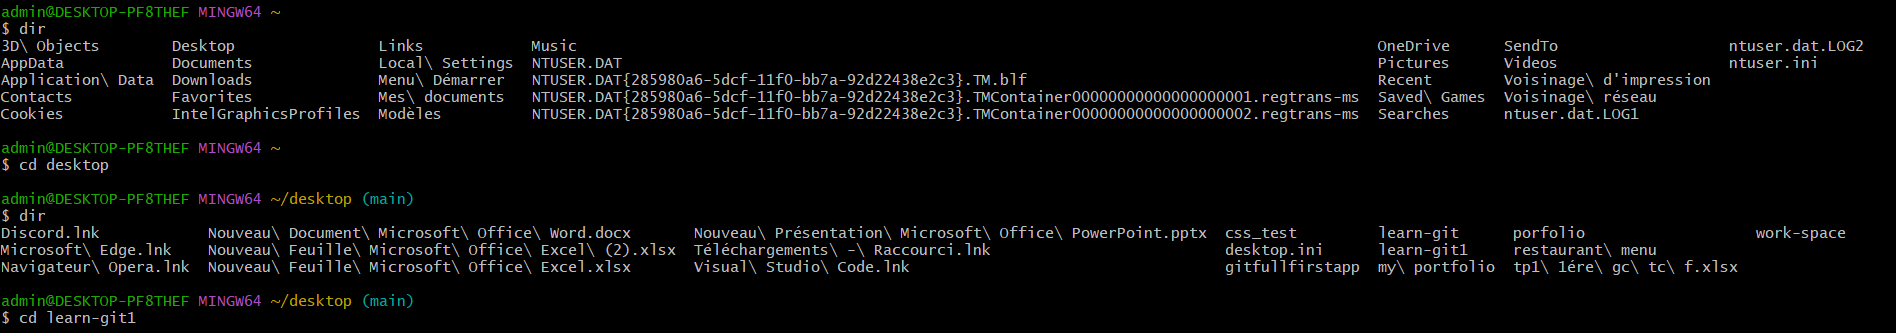 admin@DESKTOP-PF8THEF MINGW64 ~
$ dir
3D\ Objects        Desktop                Links            Music                                                                                         OneDrive      SendTo                   ntuser.dat.LOG2
AppData            Documents              Local\ Settings  NTUSER.DAT                                                                                    Pictures      Videos                   ntuser.ini
Application\ Data  Downloads              Menu\ Démarrer   NTUSER.DAT{285980a6-5dcf-11f0-bb7a-92d22438e2c3}.TM.blf                                       Recent        Voisinage\ d'impression
Contacts           Favorites              Mes\ documents   NTUSER.DAT{285980a6-5dcf-11f0-bb7a-92d22438e2c3}.TMContainer00000000000000000001.regtrans-ms  Saved\ Games  Voisinage\ réseau
Cookies            IntelGraphicsProfiles  Modèles          NTUSER.DAT{285980a6-5dcf-11f0-bb7a-92d22438e2c3}.TMContainer00000000000000000002.regtrans-ms  Searches      ntuser.dat.LOG1
admin@DESKTOP-PF8THEF MINGW64 ~
$ cd desktop
admin@DESKTOP-PF8THEF MINGW64 ~/desktop (main)
$ dir
Discord.lnk          Nouveau\ Document\ Microsoft\ Office\ Word.docx       Nouveau\ Présentation\ Microsoft\ Office\ PowerPoint.pptx  css_test         learn-git      porfolio                   work-space
Microsoft\ Edge.lnk  Nouveau\ Feuille\ Microsoft\ Office\ Excel\ (2).xlsx  Téléchargements\ -\ Raccourci.lnk                          desktop.ini      learn-git1     restaurant\ menu
Navigateur\ Opera.lnk  Nouveau\ Feuille\ Microsoft\ Office\ Excel.xlsx     Visual\ Studio\ Code.lnk                                   gitfullfirstapp  my\ portfolio  tp1\ 1ére\ gc\ tc\ f.xlsx
admin@DESKTOP-PF8THEF MINGW64 ~/desktop (main)
$ cd learn-git1